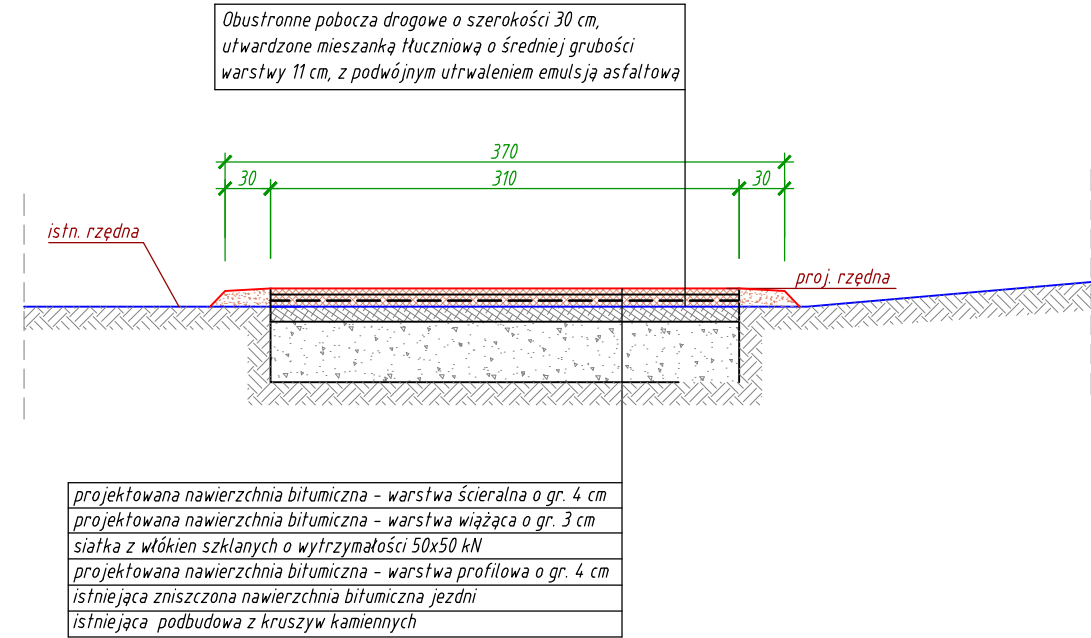 Obustronne pobocza drogowe o szerokości 30 cm,
utwardzone mieszanką tłuczniową o średniej grubości
warstwy 11 cm, z podwójnym utrwaleniem emulsją asfaltową
370
30
310
30
istn. rzędna
proj. rzędna
projektowana nawierzchnia bitumiczna - warstwa ścieralna o gr. 4 cm
projektowana nawierzchnia bitumiczna - warstwa wiążąca o gr. 3 cm
siatka z włókien szklanych o wytrzymałości 50x50 kN
projektowana nawierzchnia bitumiczna - warstwa profilowa o gr. 4 cm
istniejąca zniszczona nawierzchnia bitumiczna jezdni
istniejąca podbudowa z kruszyw kamiennych